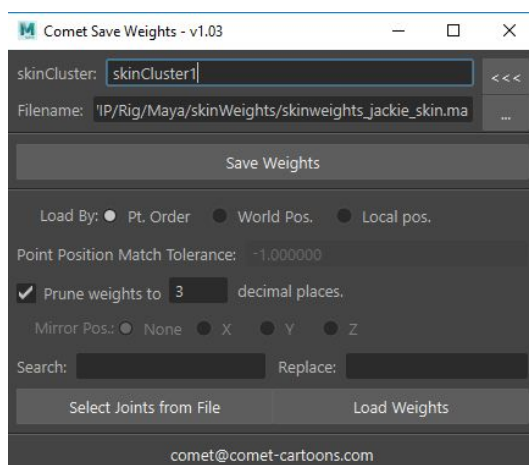 Comet Save Weights - v1.03
skinCluster: skinCluster1 <<<
Filename: 'IP/Rig/Maya/skinWeights/skinweights_jackie_skin.ma ...
Save Weights
Load By: Pt. Order World Pos. Local pos.
Point Position Match Tolerance: -1.000000
Prune weights to 3 decimal places.
Mirror Pos.: None X Y Z
Search: Replace:
Select Joints from File Load Weights
comet@comet-cartoons.com